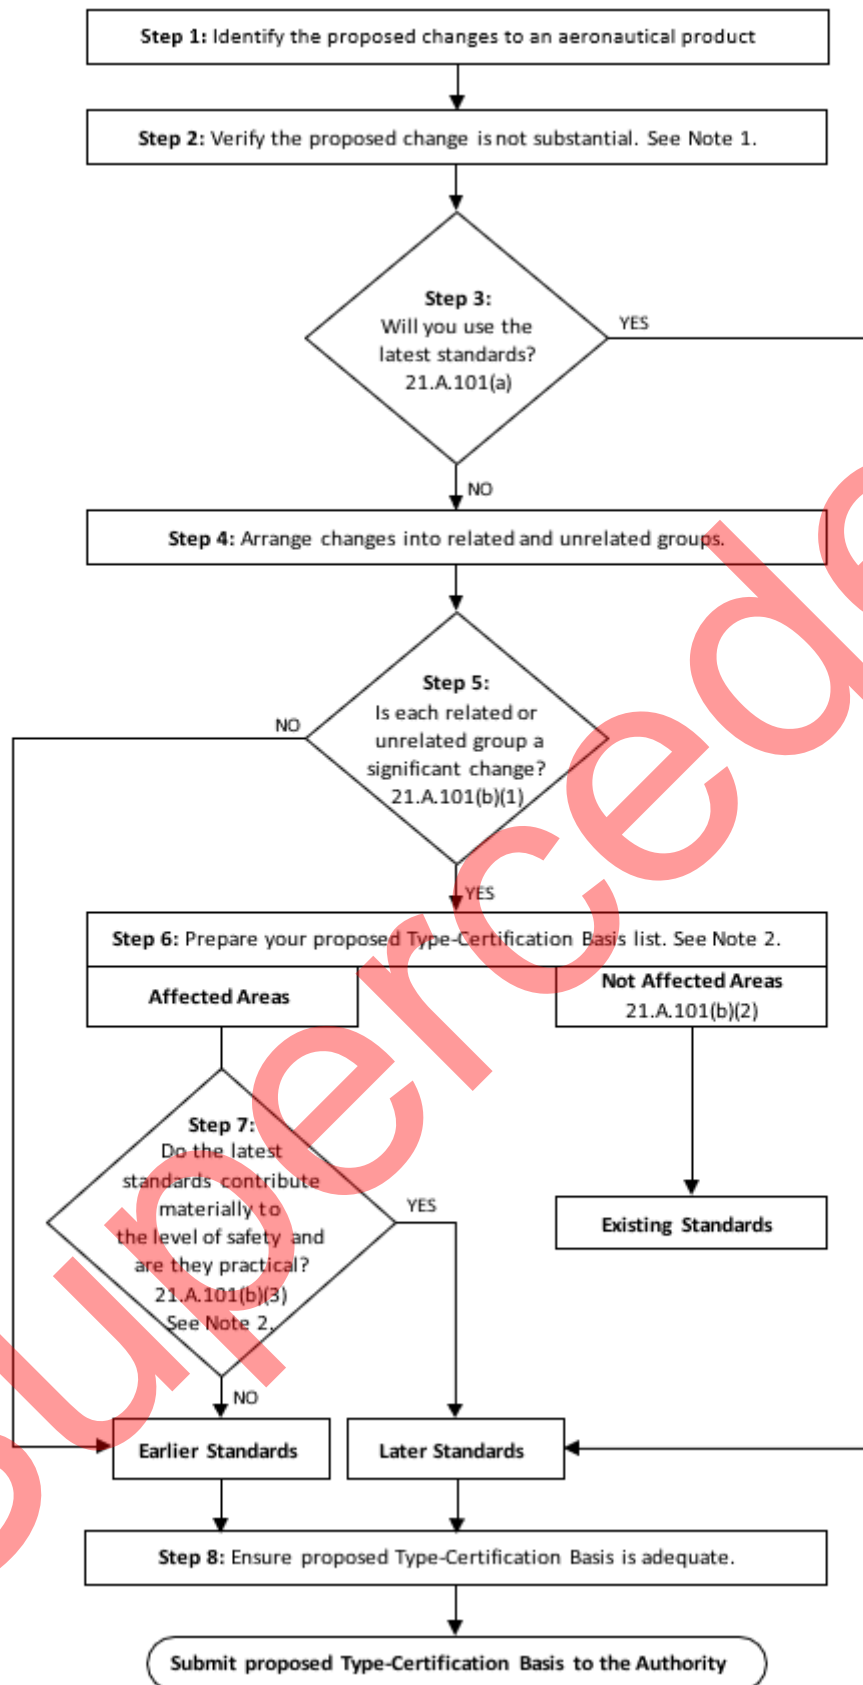 Step 1: Identify the proposed changes to an aeronautical product
Step 2: Verify the proposed change is not substantial. See Note 1.
Step 3:
Will you use the
latest standards?
21.A.101(a)
YES
NO
Step 4: Arrange changes into related and unrelated groups.
Step 5:
Is each related or
unrelated group a
significant change?
21.A.101(b)(1)
NO
YES
Step 6: Prepare your proposed Type-Certification Basis list. See Note 2.
Affected Areas
Not Affected Areas
21.A.101(b)(2)
Step 7:
Do the latest
standards contribute
materially to
the level of safety and
are they practical?
21.A.101(b)(3)
See Note 2.
YES
NO
Existing Standards
Earlier Standards
Later Standards
Step 8: Ensure proposed Type-Certification Basis is adequate.
Submit proposed Type-Certification Basis to the Authority
Supercede